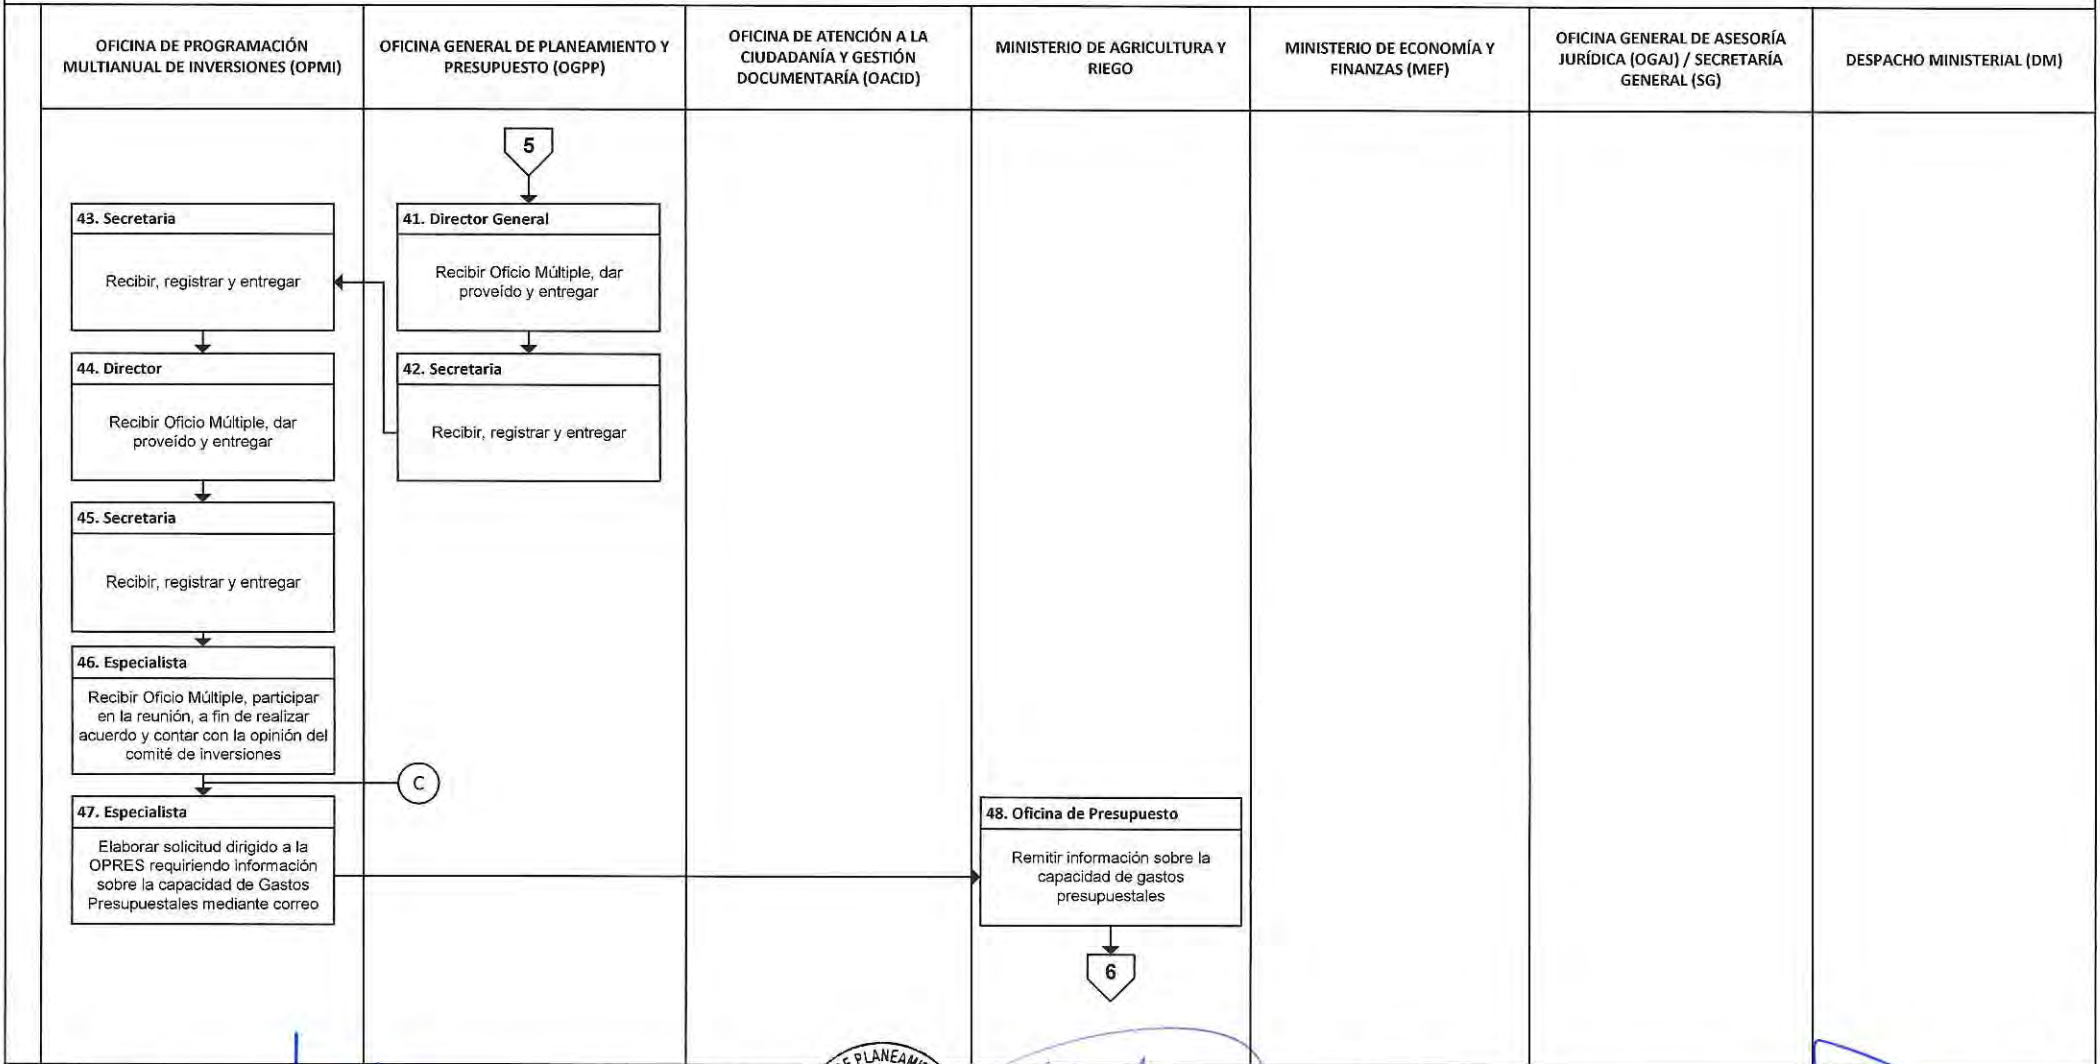 OFICINA DE PROGRAMACIÓN
MULTIANUAL DE INVERSIONES (OPMI)
OFICINA GENERAL DE PLANEAMIENTO Y
PRESUPUESTO (OGPP)
OFICINA DE ATENCIÓN A LA
CIUDADANÍA Y GESTIÓN
DOCUMENTARÍA (OACID)
MINISTERIO DE AGRICULTURA Y
RIEGO
MINISTERIO DE ECONOMÍA Y
FINANZAS (MEF)
OFICINA GENERAL DE ASESORÍA
JURÍDICA (OGAJ) / SECRETARÍA
GENERAL (SG)
DESPACHO MINISTERIAL (DM)
5
41. Director General
Recibir Oficio Múltiple, dar
proveído y entregar
42. Secretaria
Recibir, registrar y entregar
43. Secretaria
Recibir, registrar y entregar
44. Director
Recibir Oficio Múltiple, dar
proveído y entregar
45. Secretaria
Recibir, registrar y entregar
46. Especialista
Recibir Oficio Múltiple, participar
en la reunión, a fin de realizar
acuerdo y contar con la opinión del
comité de inversiones
C
47. Especialista
Elaborar solicitud dirigido a la
OPRES requiriendo información
sobre la capacidad de Gastos
Presupuestales mediante correo
48. Oficina de Presupuesto
Remitir información sobre la
capacidad de gastos
presupuestales
6